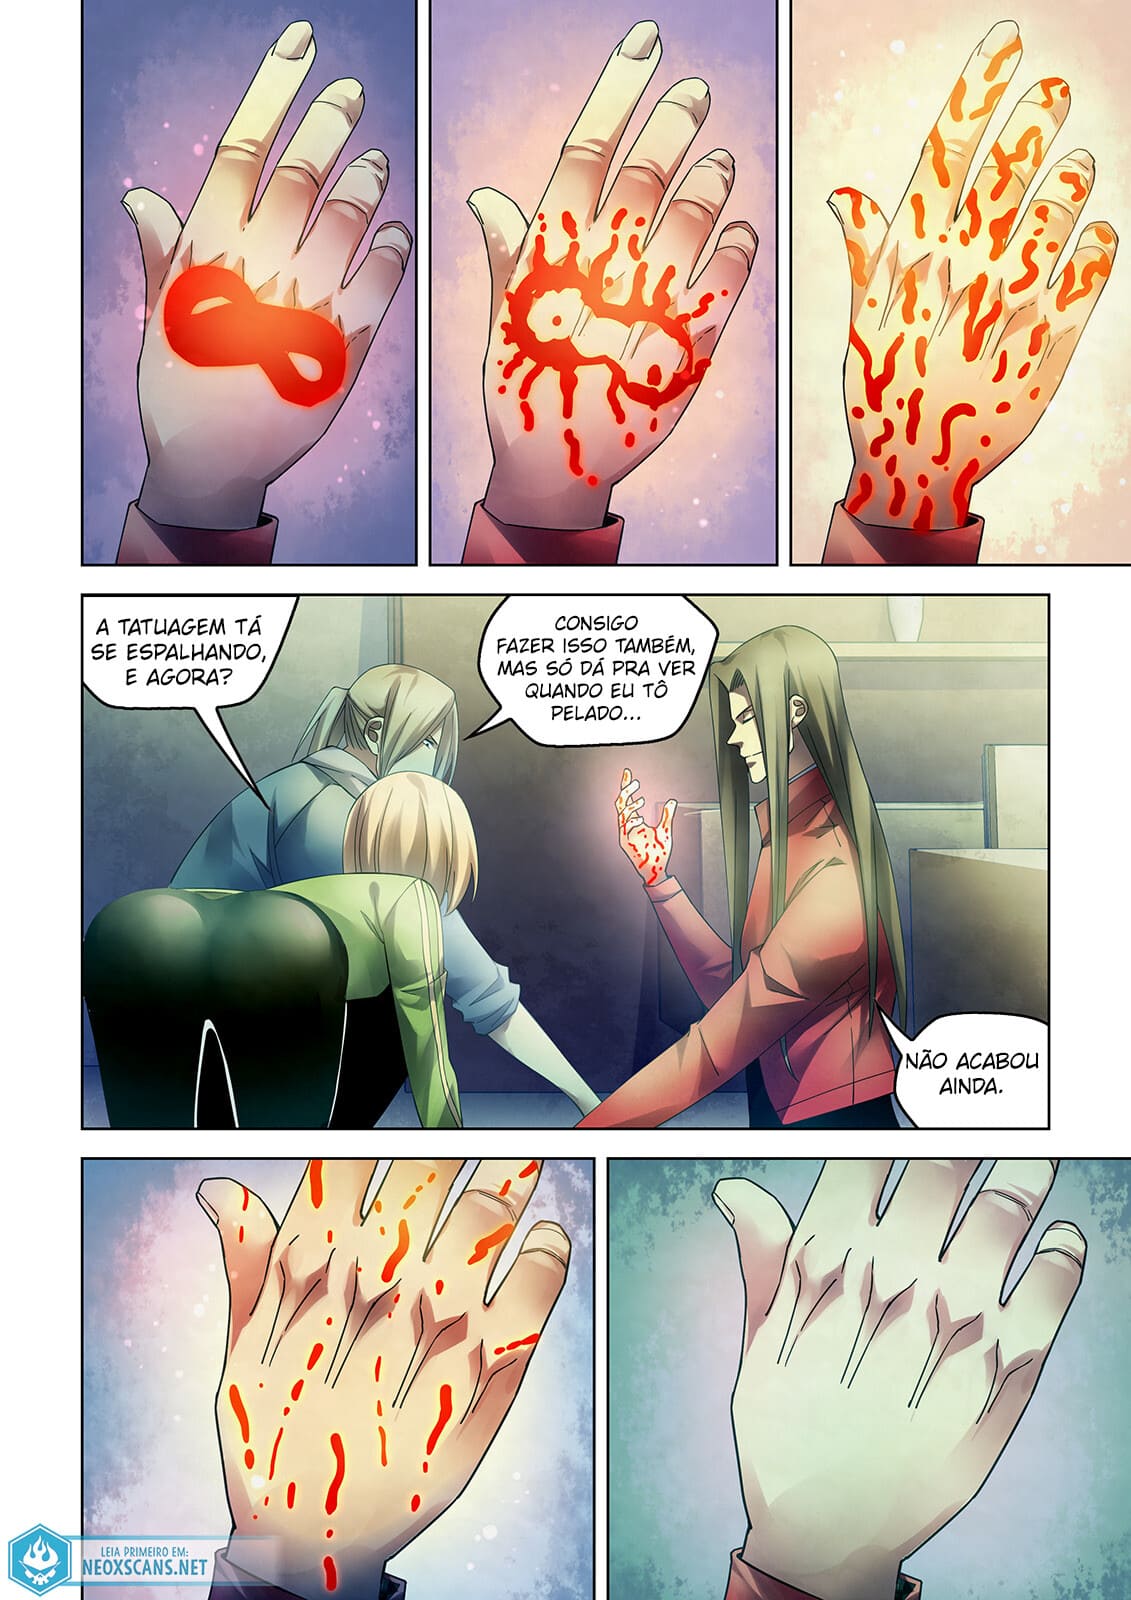 A TATUAGEM TÁ
SE ESPALHANDO,
E AGORA?
CONSIGO
FAZER ISSO TAMBÉM,
MAS SÓ DÁ PRA VER
QUANDO EU TÔ
PELADO...
NÃO ACABOU
AINDA.
LEIA PRIMEIRO EM:
NEOXSCANS.NET